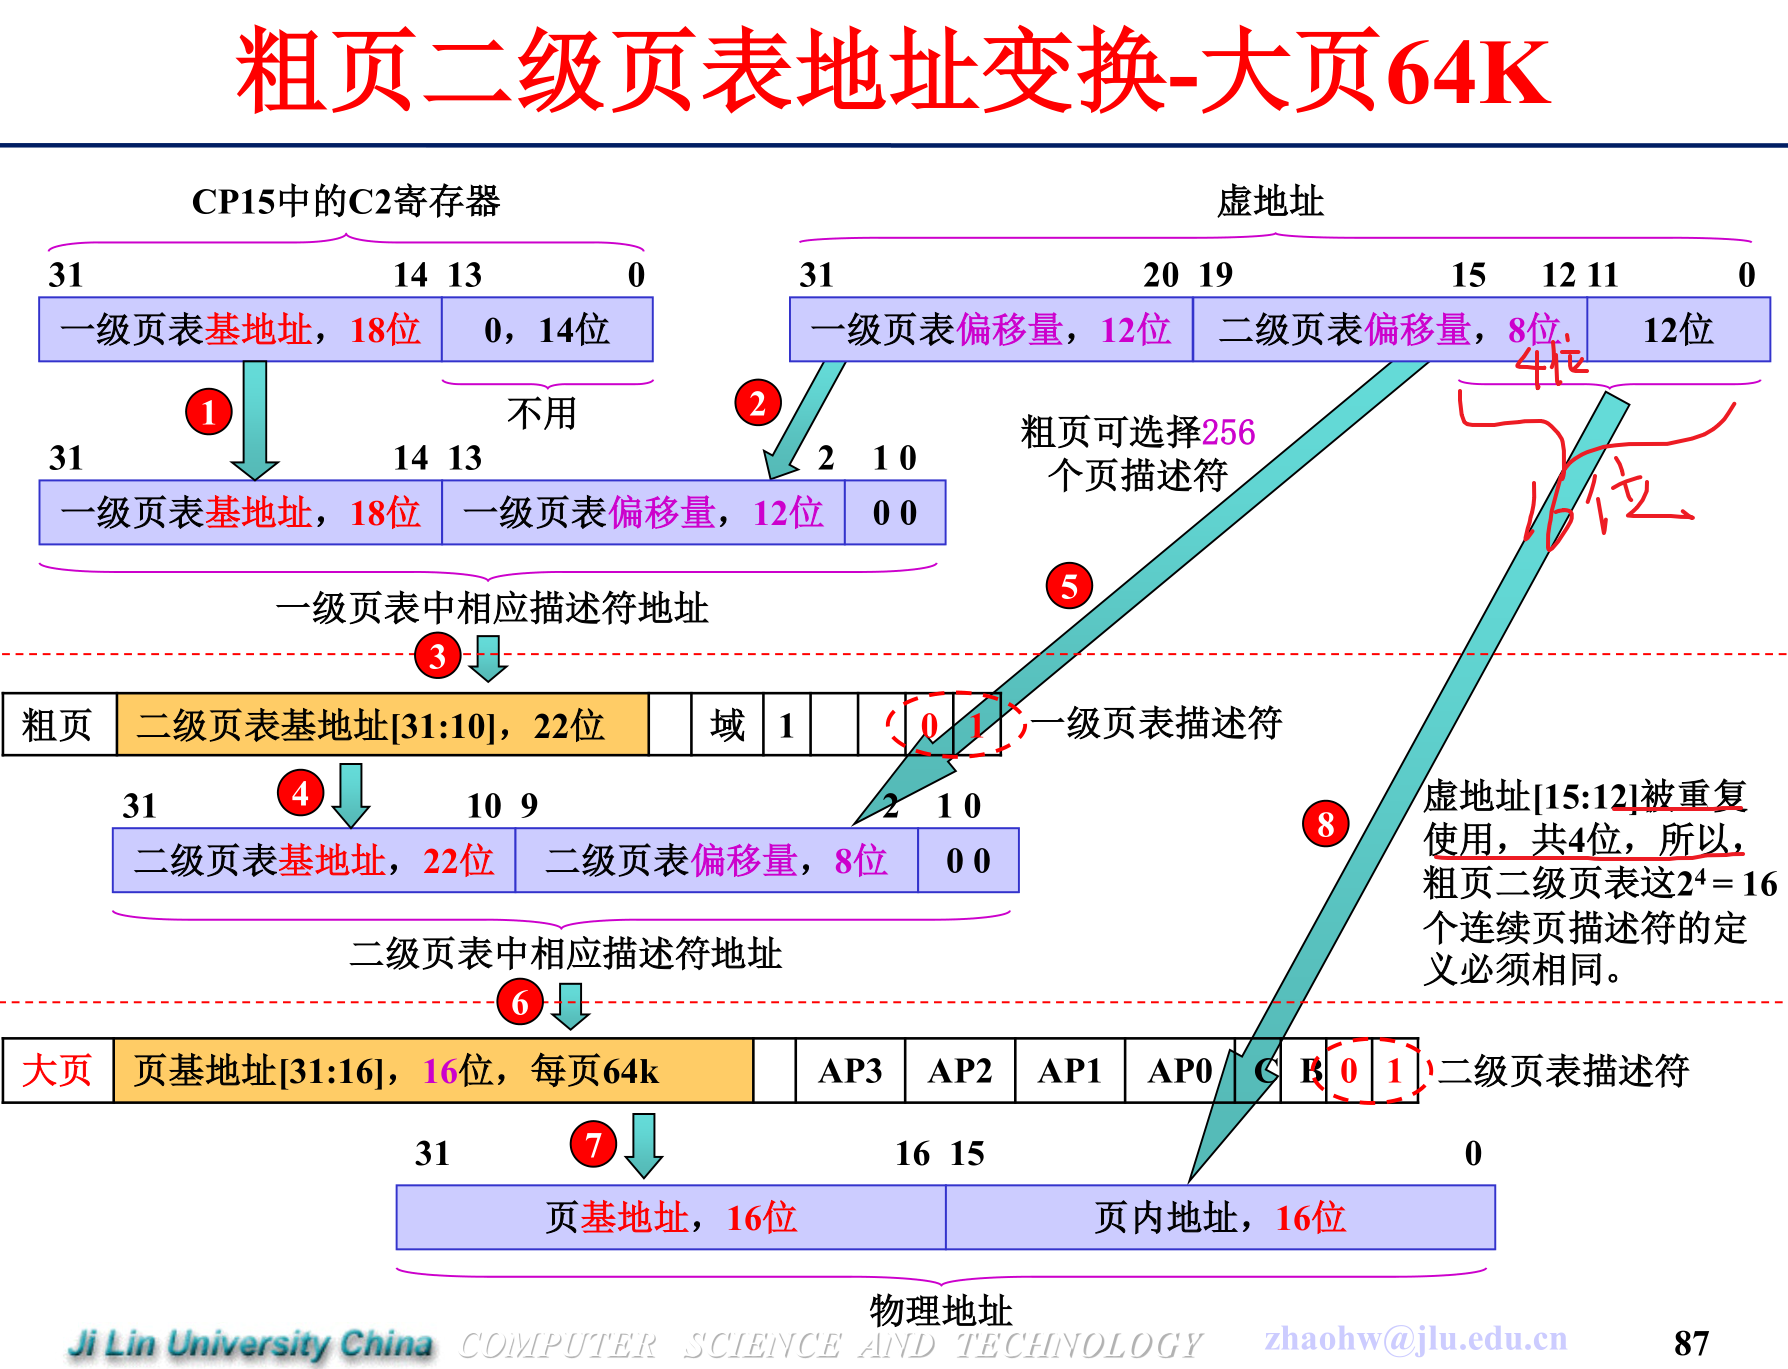 粗页二级页表地址变换-大页64K
CP15中的C2寄存器
虚地址
31 14 13 0
31 20 19 15 12 11 0
一级页表基地址，18位 0，14位
一级页表偏移量，12位 二级页表偏移量，8位 12位
4位
1
不用
2
粗页可选择256
个页描述符
16位
31 14 13 2 1 0
一级页表基地址，18位 一级页表偏移量，12位 0 0
5
一级页表中相应描述符地址
3
粗页 二级页表基地址[31:10]，22位 域 1 0 1 一级页表描述符
4
31 10 9 2 1 0
二级页表基地址，22位 二级页表偏移量，8位 0 0
8
虚地址[15:12]被重复
使用，共4位，所以，
粗页二级页表这2⁴ = 16
个连续页描述符的定
义必须相同。
二级页表中相应描述符地址
6
大页 页基地址[31:16]，16位，每页64k AP3 AP2 AP1 AP0 C B 0 1 二级页表描述符
7
31 16 15 0
页基地址，16位 页内地址，16位
物理地址
Ji Lin University China COMPUTER SCIENCE AND TECHNOLOGY zhaohw@jlu.edu.cn 87